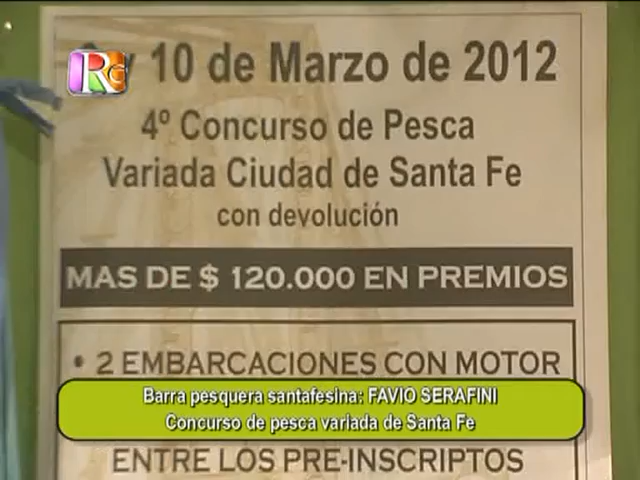 y 10 de Marzo de 2012
4º Concurso de Pesca
Variada Ciudad de Santa Fe
con devolución
MAS DE $ 120.000 EN PREMIOS
• 2 EMBARCACIONES CON MOTOR
Barra pesquera santafesina: FAVIO SERAFINI
Concurso de pesca variada de Santa Fe
ENTRE LOS PRE-INSCRIPTOS